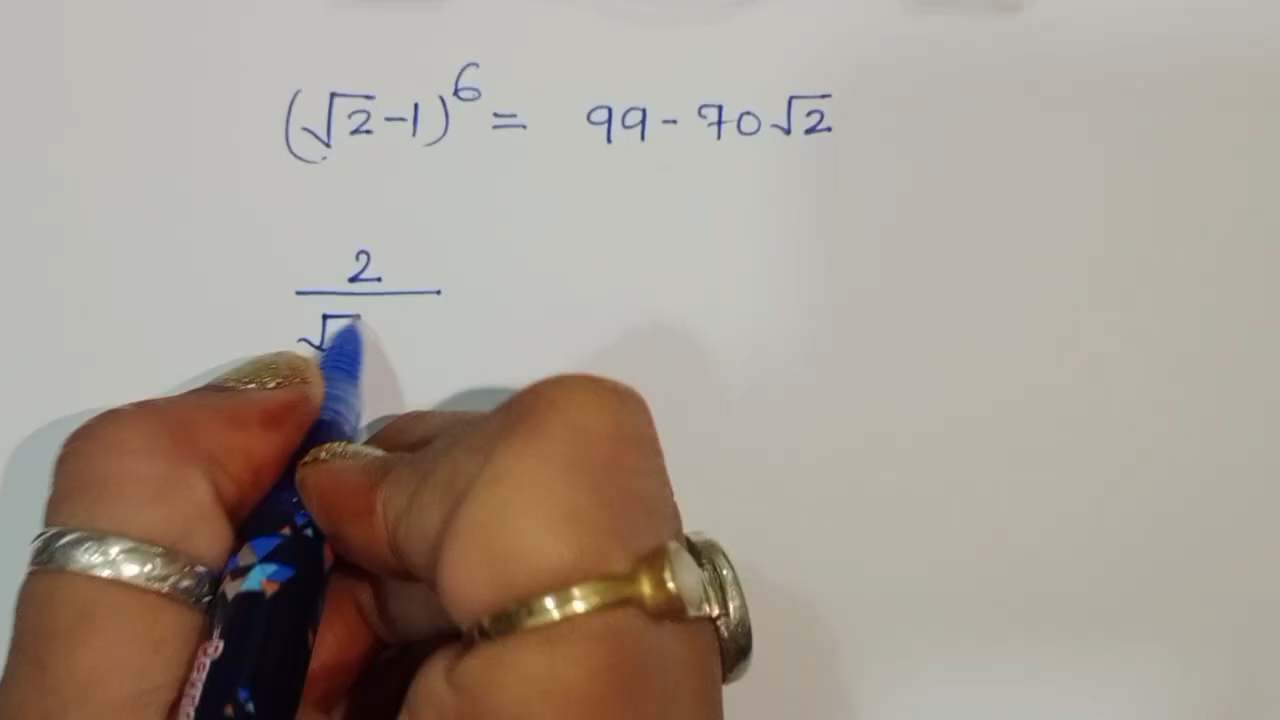 (√2-1)^6 = 99-70√2
2
√